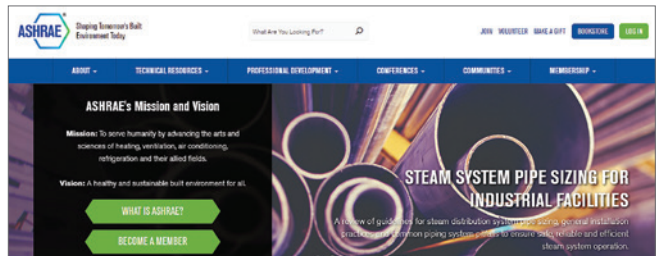 ASHRAE
Shaping Tomorrow's Built
Environment Today
What Are You Looking For?
JOIN VOLUNTEER MAKE A GIFT BOOKSTORE LOG IN
ABOUT TECHNICAL RESOURCES PROFESSIONAL DEVELOPMENT CONFERENCES COMMUNITIES MEMBERSHIP
ASHRAE's Mission and Vision
Mission: To serve humanity by advancing the arts and
sciences of heating, ventilation, air conditioning,
refrigeration and their allied fields.
Vision: A healthy and sustainable built environment for all.
WHAT IS ASHRAE?
BECOME A MEMBER
STEAM SYSTEM PIPE SIZING FOR
INDUSTRIAL FACILITIES
A review of guidelines for steam distribution system pipe sizing, general installation
practices and common piping system to ensure safe, reliable and efficient
steam system operation.